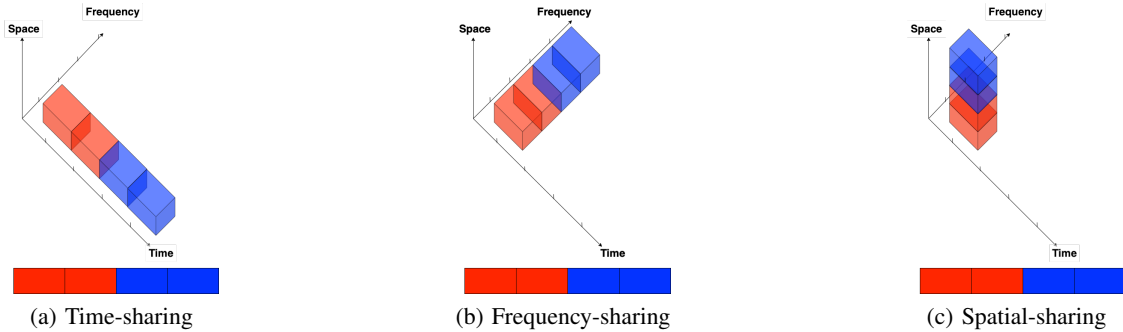 Frequency
Space
Time
(a) Time-sharing
Frequency
Space
Time
(b) Frequency-sharing
Frequency
Space
Time
(c) Spatial-sharing